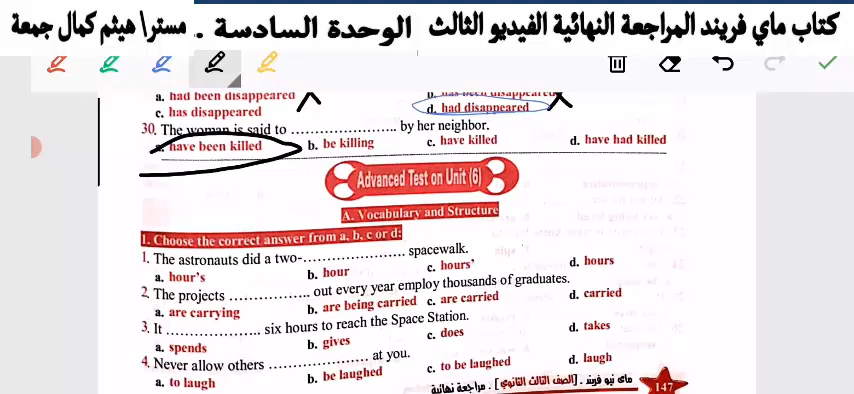 كتاب ماي فريند المراجعة النهائية الفيديو الثالث الوحدة السادسة . مستر\ هيثم كمال جمعة
a. had been disappeared b. has been disappeared
c. has disappeared d. had disappeared
30. The woman is said to ..................... by her neighbor.
a. have been killed b. be killing c. have killed d. have had killed
Advanced Test on Unit (6)
A. Vocabulary and Structure
1. Choose the correct answer from a, b, c or d:
1. The astronauts did a two-..................... spacewalk.
a. hour's b. hour c. hours' d. hours
2. The projects ..................... out every year employ thousands of graduates.
a. are carrying b. are being carried c. are carried d. carried
3. It ..................... six hours to reach the Space Station.
a. spends b. gives c. does d. takes
4. Never allow others ..................... at you.
a. to laugh b. be laughed c. to be laughed d. laugh
ماى نيو فريند . [الصف الثالث الثانوي] . مراجعة نهائية 147